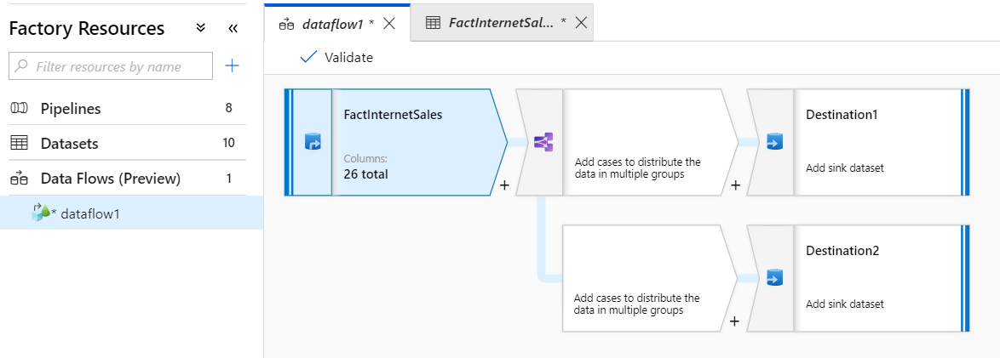 Factory Resources
Filter resources by name
Pipelines 8
Datasets 10
Data Flows (Preview) 1
* dataflow1
dataflow1 *
FactInternetSal... *
Validate
FactInternetSales
Columns:
26 total
+
Add cases to distribute the
data in multiple groups
+
Destination1
Add sink dataset
Add cases to distribute the
data in multiple groups
+
Destination2
Add sink dataset